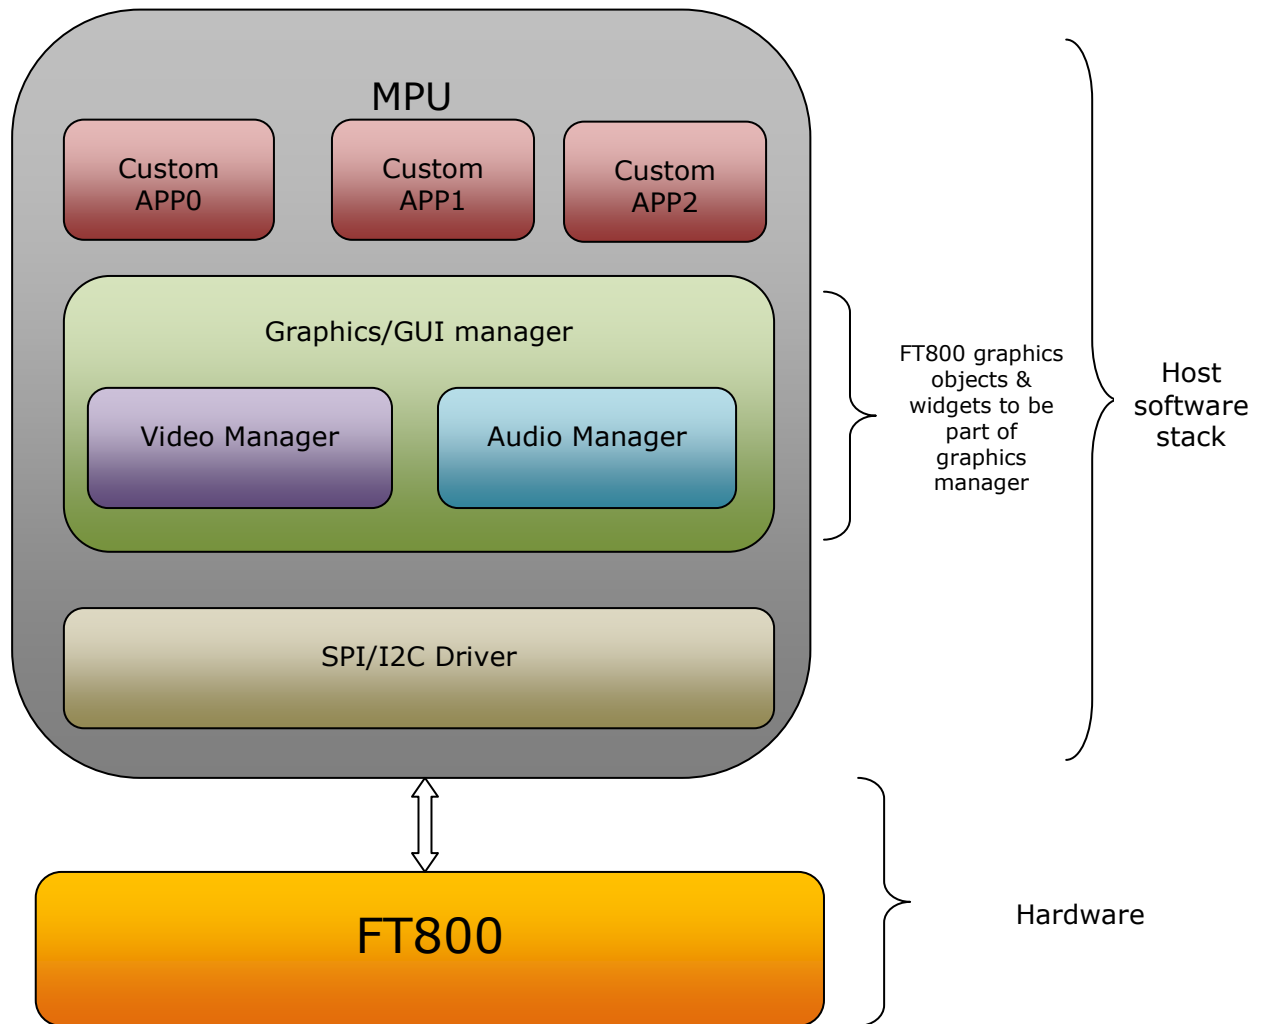 MPU
Custom
APP0
Custom
APP1
Custom
APP2
Graphics/GUI manager
Video Manager
Audio Manager
FT800 graphics
objects &
widgets to be
part of
graphics
manager
Host
software
stack
SPI/I2C Driver
FT800
Hardware